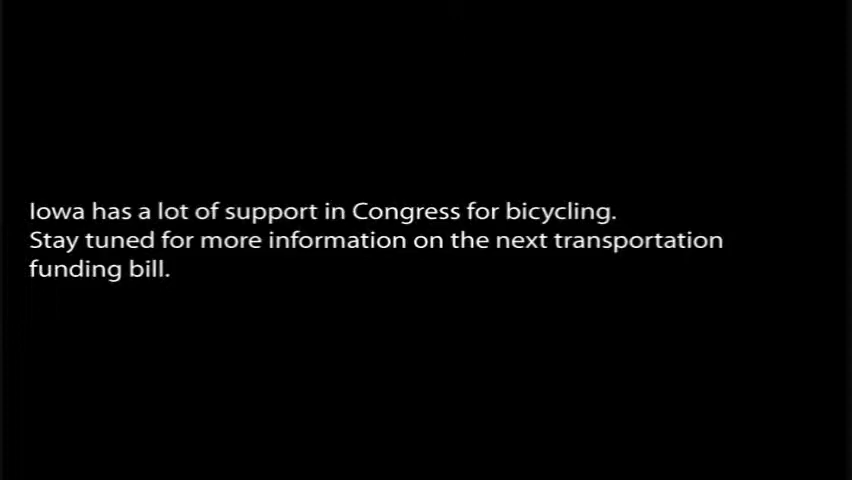 Iowa has a lot of support in Congress for bicycling.
Stay tuned for more information on the next transportation
funding bill.